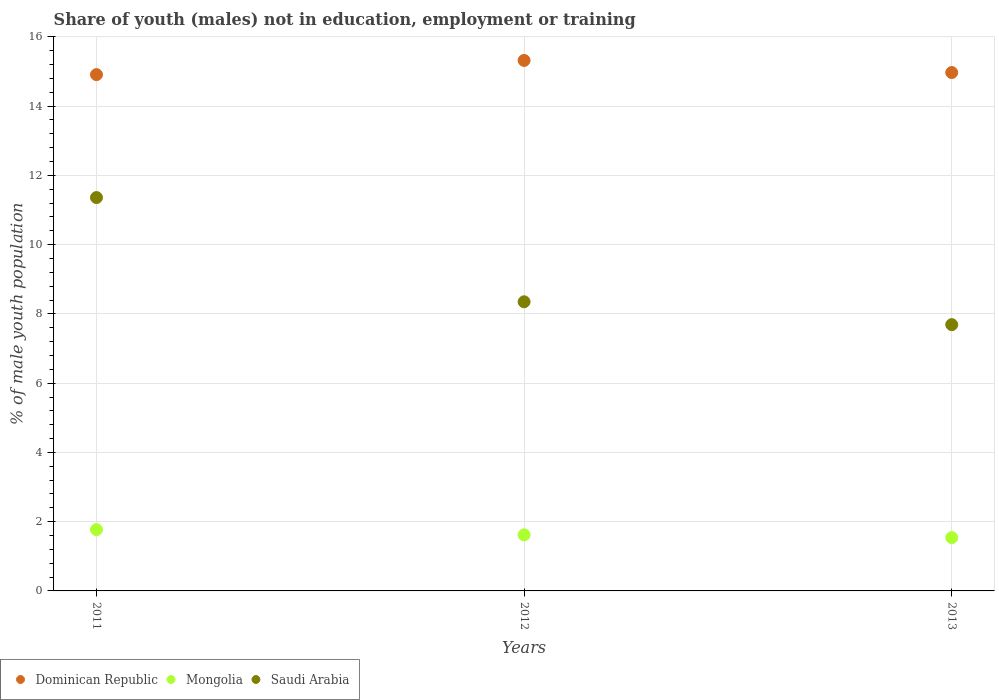 Share of youth (males) not in education, employment or training
% of male youth population
16
14
12
10
8
6
4
2
0
2011
2012
2013
Years
Dominican Republic
Mongolia
Saudi Arabia